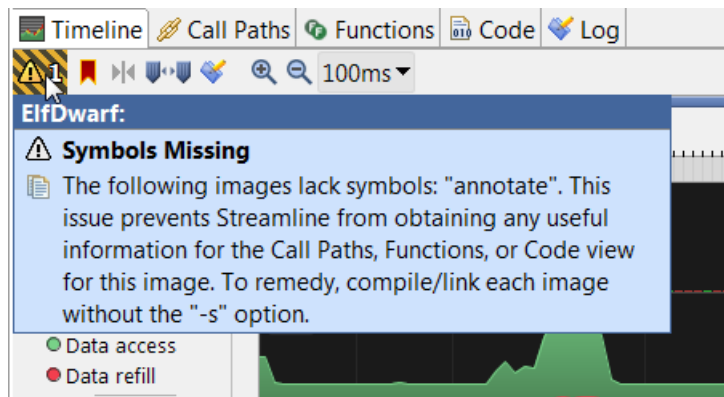 Timeline Call Paths Functions Code Log
1 100ms
ElfDwarf:
Symbols Missing
The following images lack symbols: "annotate". This
issue prevents Streamline from obtaining any useful
information for the Call Paths, Functions, or Code view
for this image. To remedy, compile/link each image
without the "-s" option.
Data access
Data refill